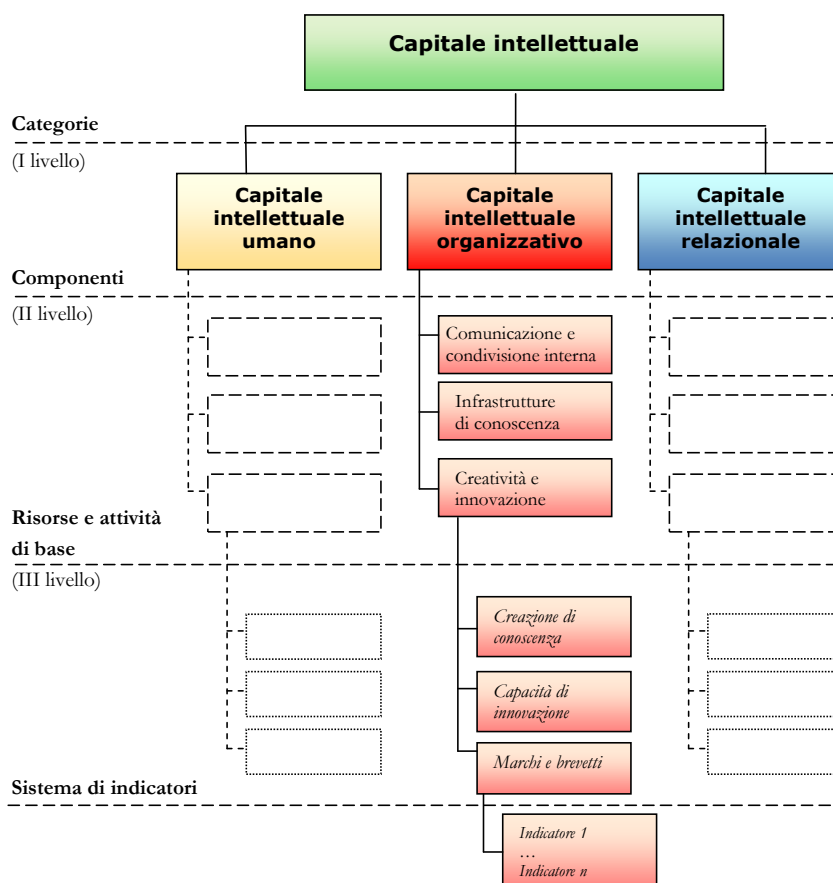 Capitale intellettuale
Categorie
(I livello)
Capitale
intellettuale
umano
Capitale
intellettuale
organizzativo
Capitale
intellettuale
relazionale
Componenti
(II livello)
Comunicazione e
condivisione interna
Infrastrutture
di conoscenza
Creatività e
innovazione
Risorse e attività
di base
(III livello)
Creazione di
conoscenza
Capacità di
innovazione
Marchi e brevetti
Sistema di indicatori
Indicatore 1
…
Indicatore n